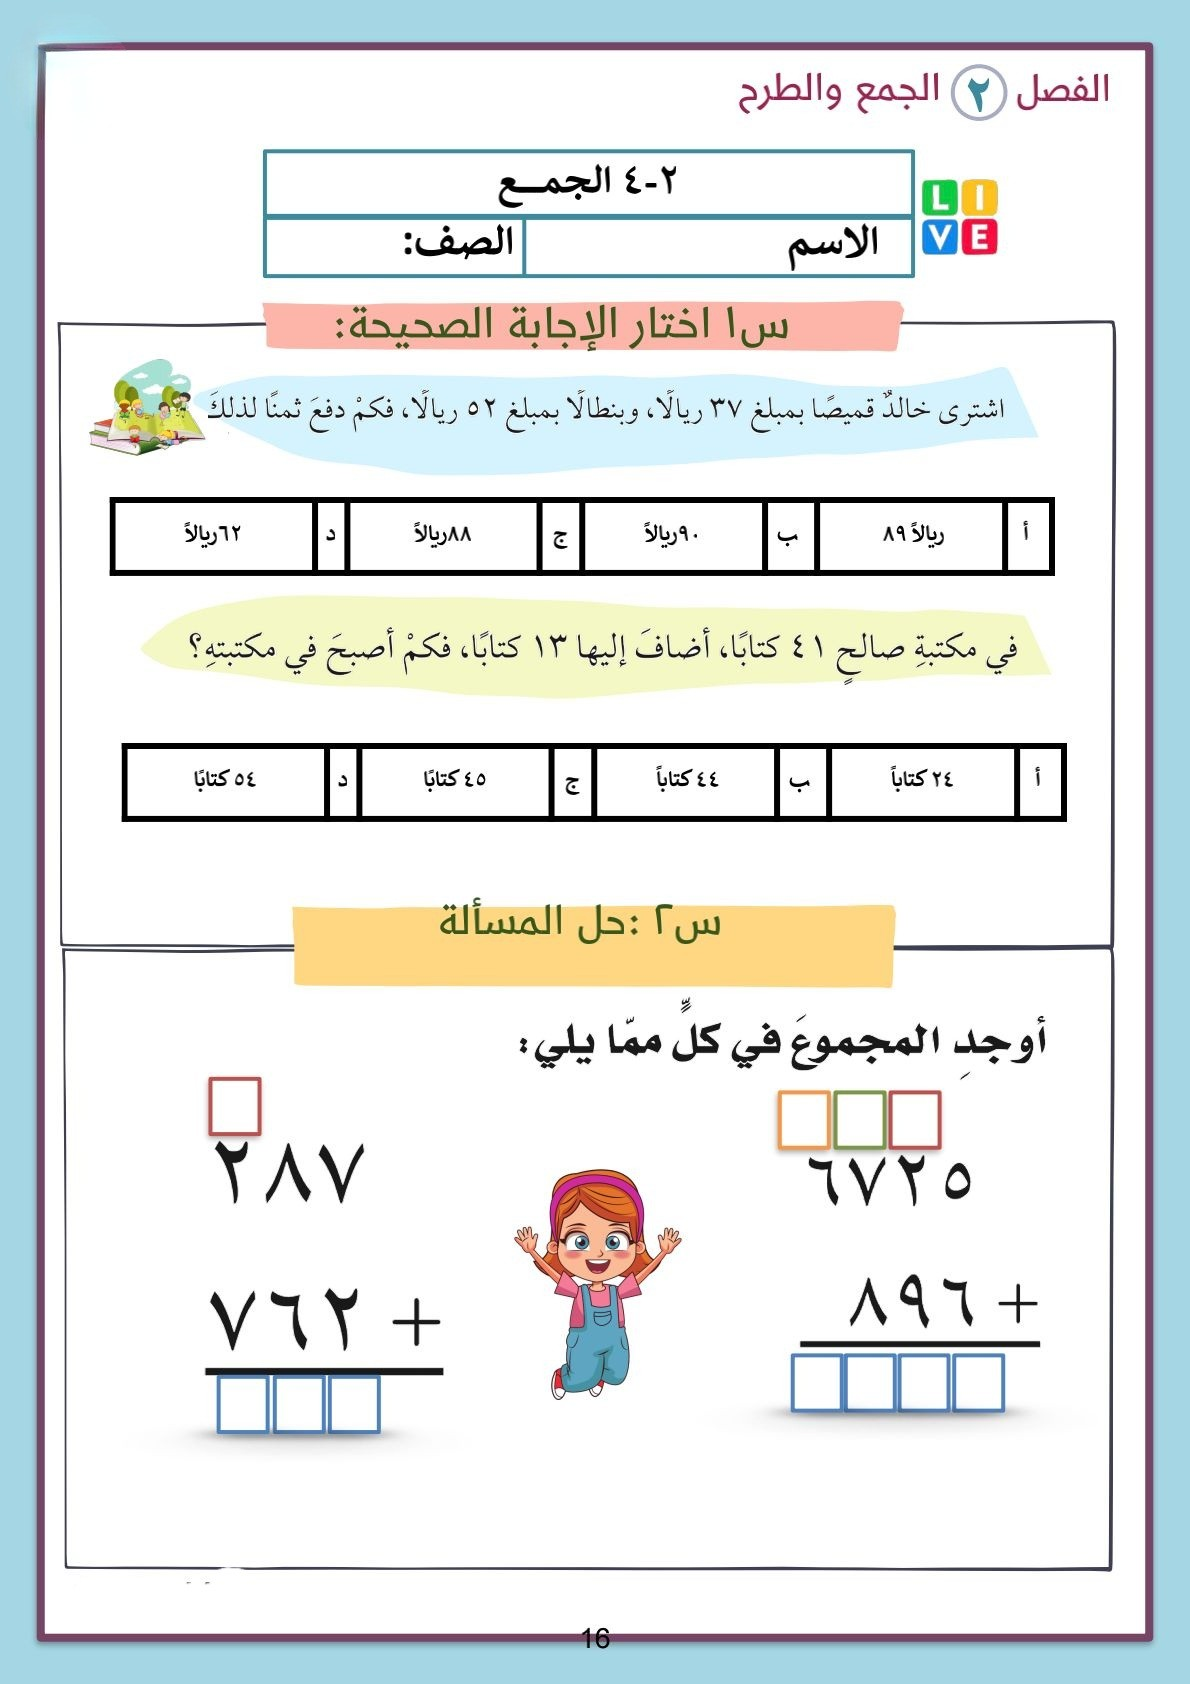 الفصل ٢ الجمع والطرح
٢-٤ الجمـــع
L I
V E
الاسم الصف:
س١ اختار الإجابة الصحيحة:
اشترى خالدٌ قميصًا بمبلغ ٣٧ ريالًا، وبنطالًا بمبلغ ٥٢ ريالًا، فكمْ دفعَ ثمنًا لذلكَ
أ ٨٩ ريالاً ب ٩٠ريالاً ج ٨٨ريالاً د ٦٢ريالاً
في مكتبةِ صالحٍ ٤١ كتابًا، أضافَ إليها ١٣ كتابًا، فكمْ أصبحَ في مكتبتهِ؟
أ ٢٤ كتاباً ب ٤٤ كتاباً ج ٤٥ كتابًا د ٥٤ كتابًا
س٢ :حل المسألة
أوجدِ المجموعَ في كلٍّ ممّا يلي:
٦٧٢٥
٨٩٦ +
٢٨٧
٧٦٢ +
16